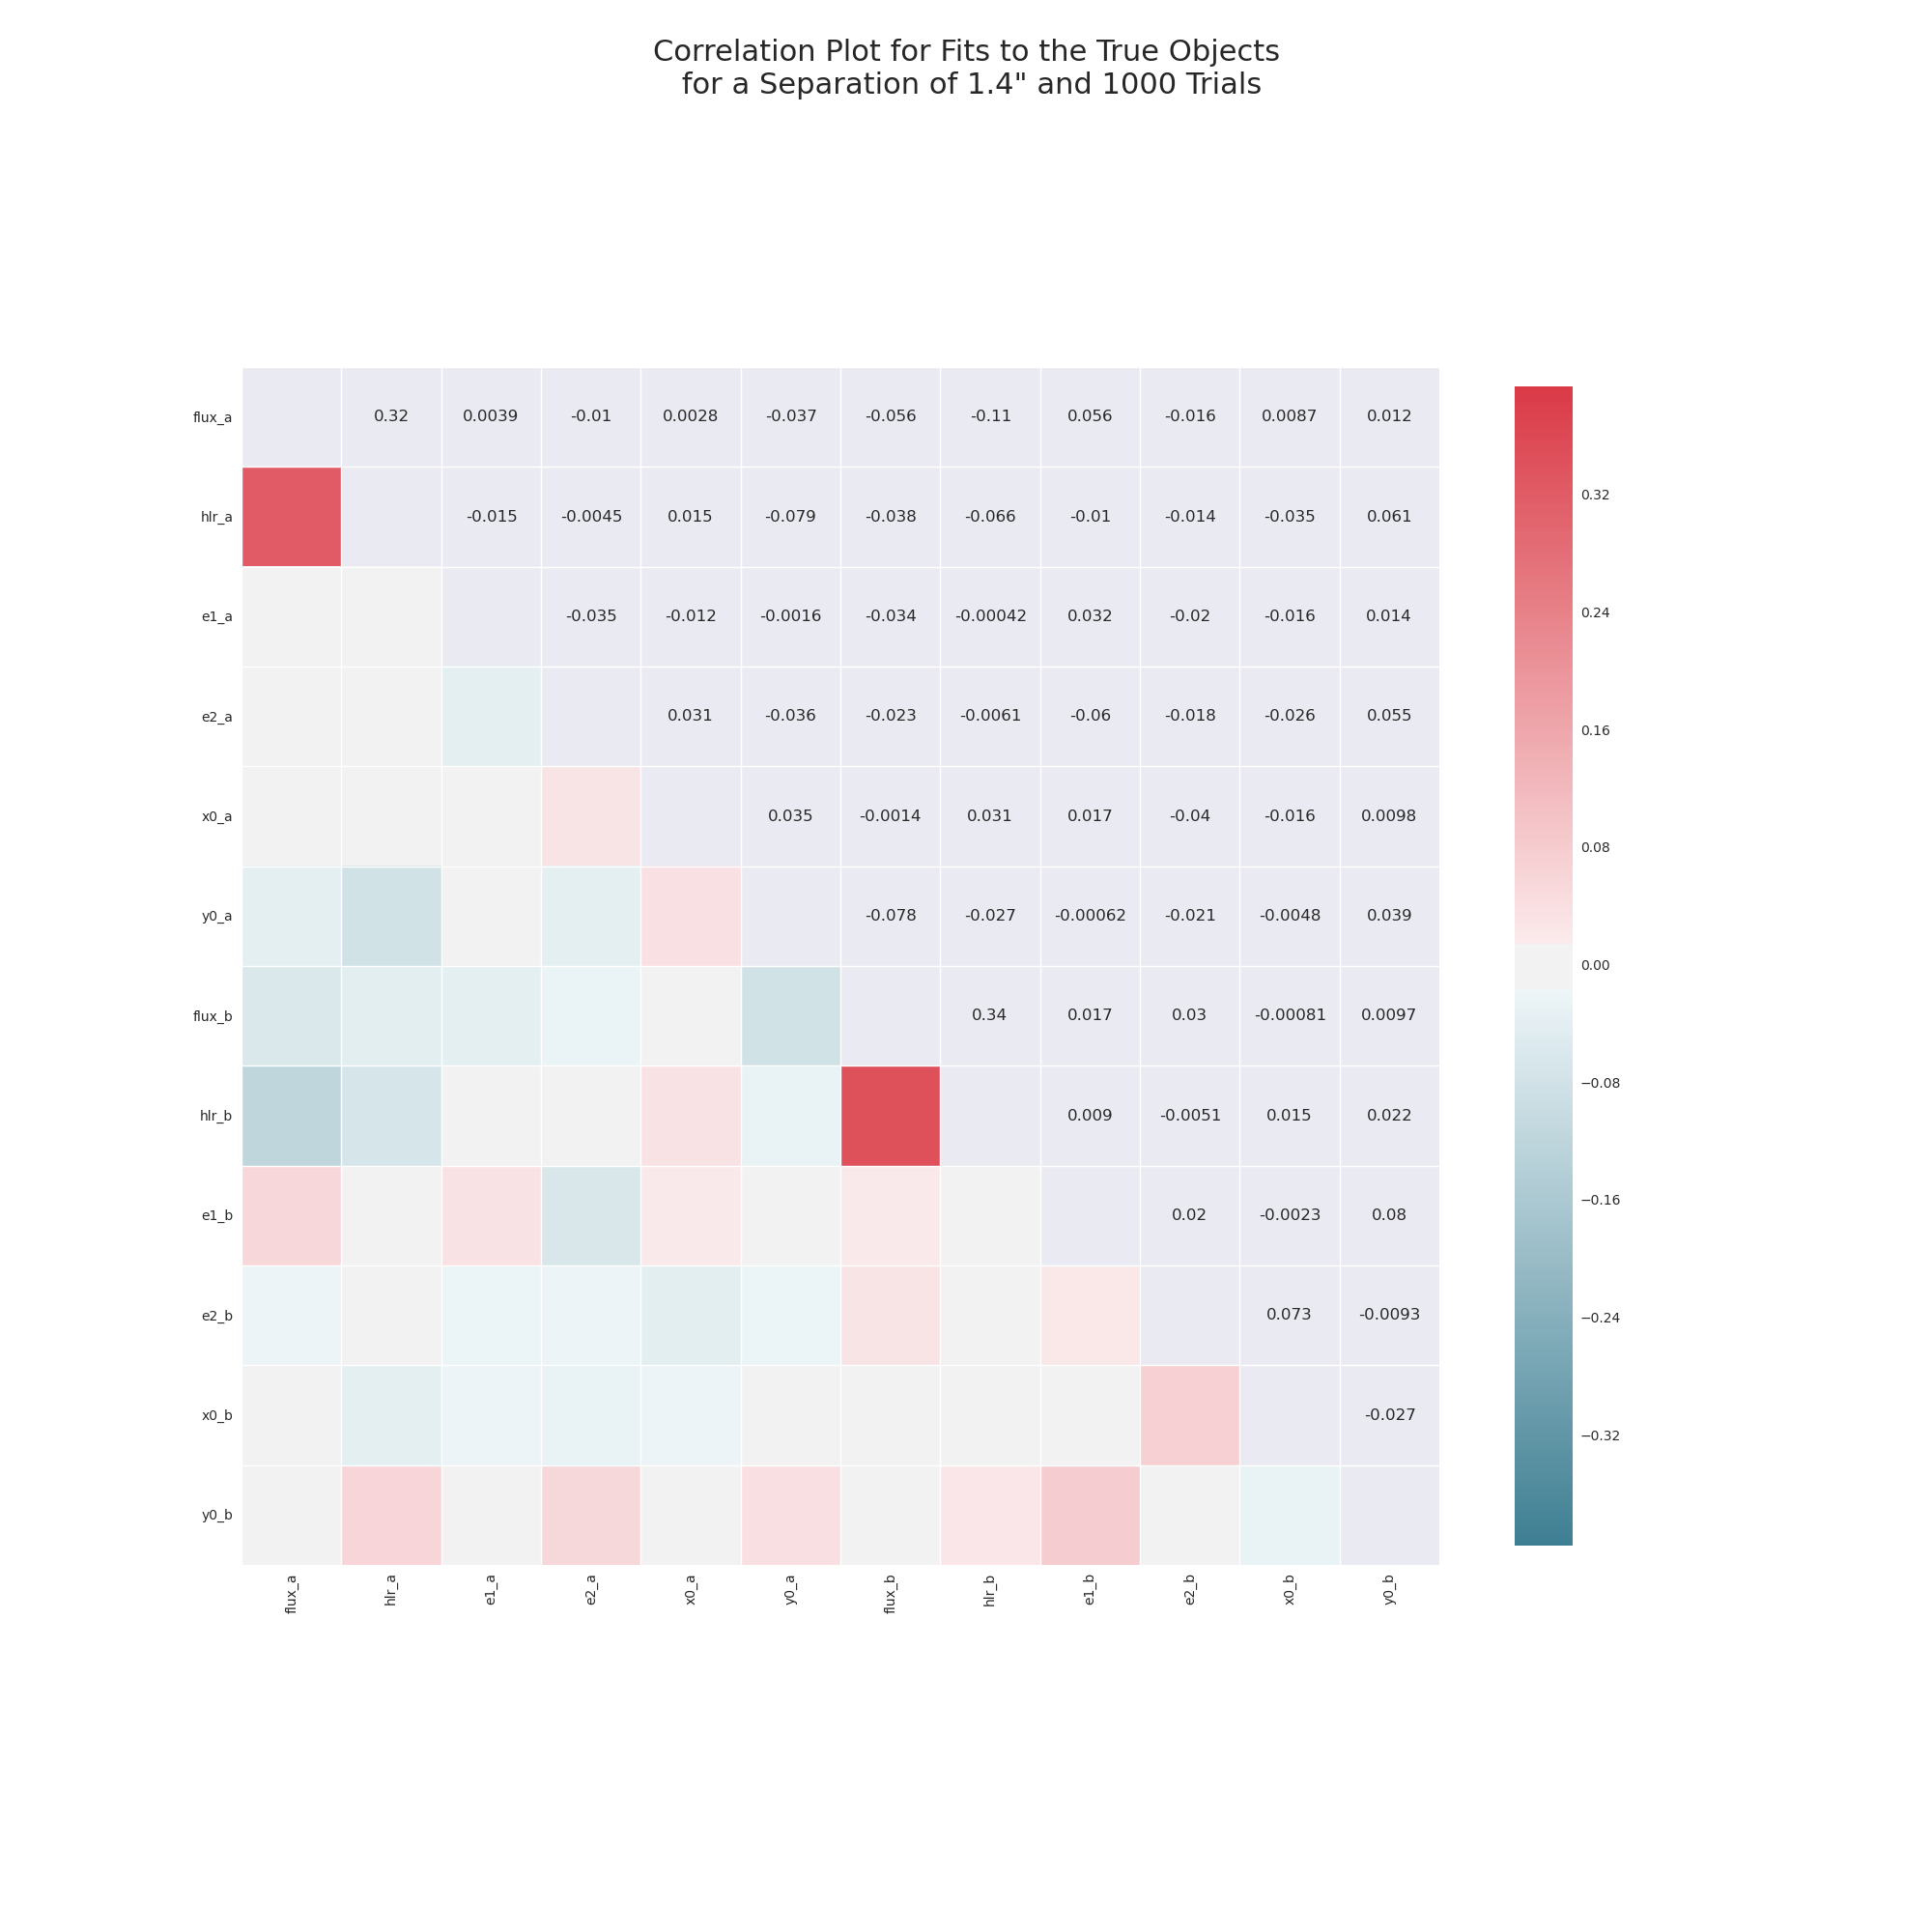 Correlation Plot for Fits to the True Objects
for a Separation of 1.4" and 1000 Trials
flux_a 0.32 0.0039 -0.01 0.0028 -0.037 -0.056 -0.11 0.056 -0.016 0.0087 0.012
hlr_a -0.015 -0.0045 0.015 -0.079 -0.038 -0.066 -0.01 -0.014 -0.035 0.061
e1_a -0.035 -0.012 -0.0016 -0.034 -0.00042 0.032 -0.02 -0.016 0.014
e2_a 0.031 -0.036 -0.023 -0.0061 -0.06 -0.018 -0.026 0.055
x0_a 0.035 -0.0014 0.031 0.017 -0.04 -0.016 0.0098
y0_a -0.078 -0.027 -0.00062 -0.021 -0.0048 0.039
flux_b 0.34 0.017 0.03 -0.00081 0.0097
hlr_b 0.009 -0.0051 0.015 0.022
e1_b 0.02 -0.0023 0.08
e2_b 0.073 -0.0093
x0_b -0.027
y0_b
flux_a hlr_a e1_a e2_a x0_a y0_a flux_b hlr_b e1_b e2_b x0_b y0_b
0.32
0.24
0.16
0.08
0.00
−0.08
−0.16
−0.24
−0.32